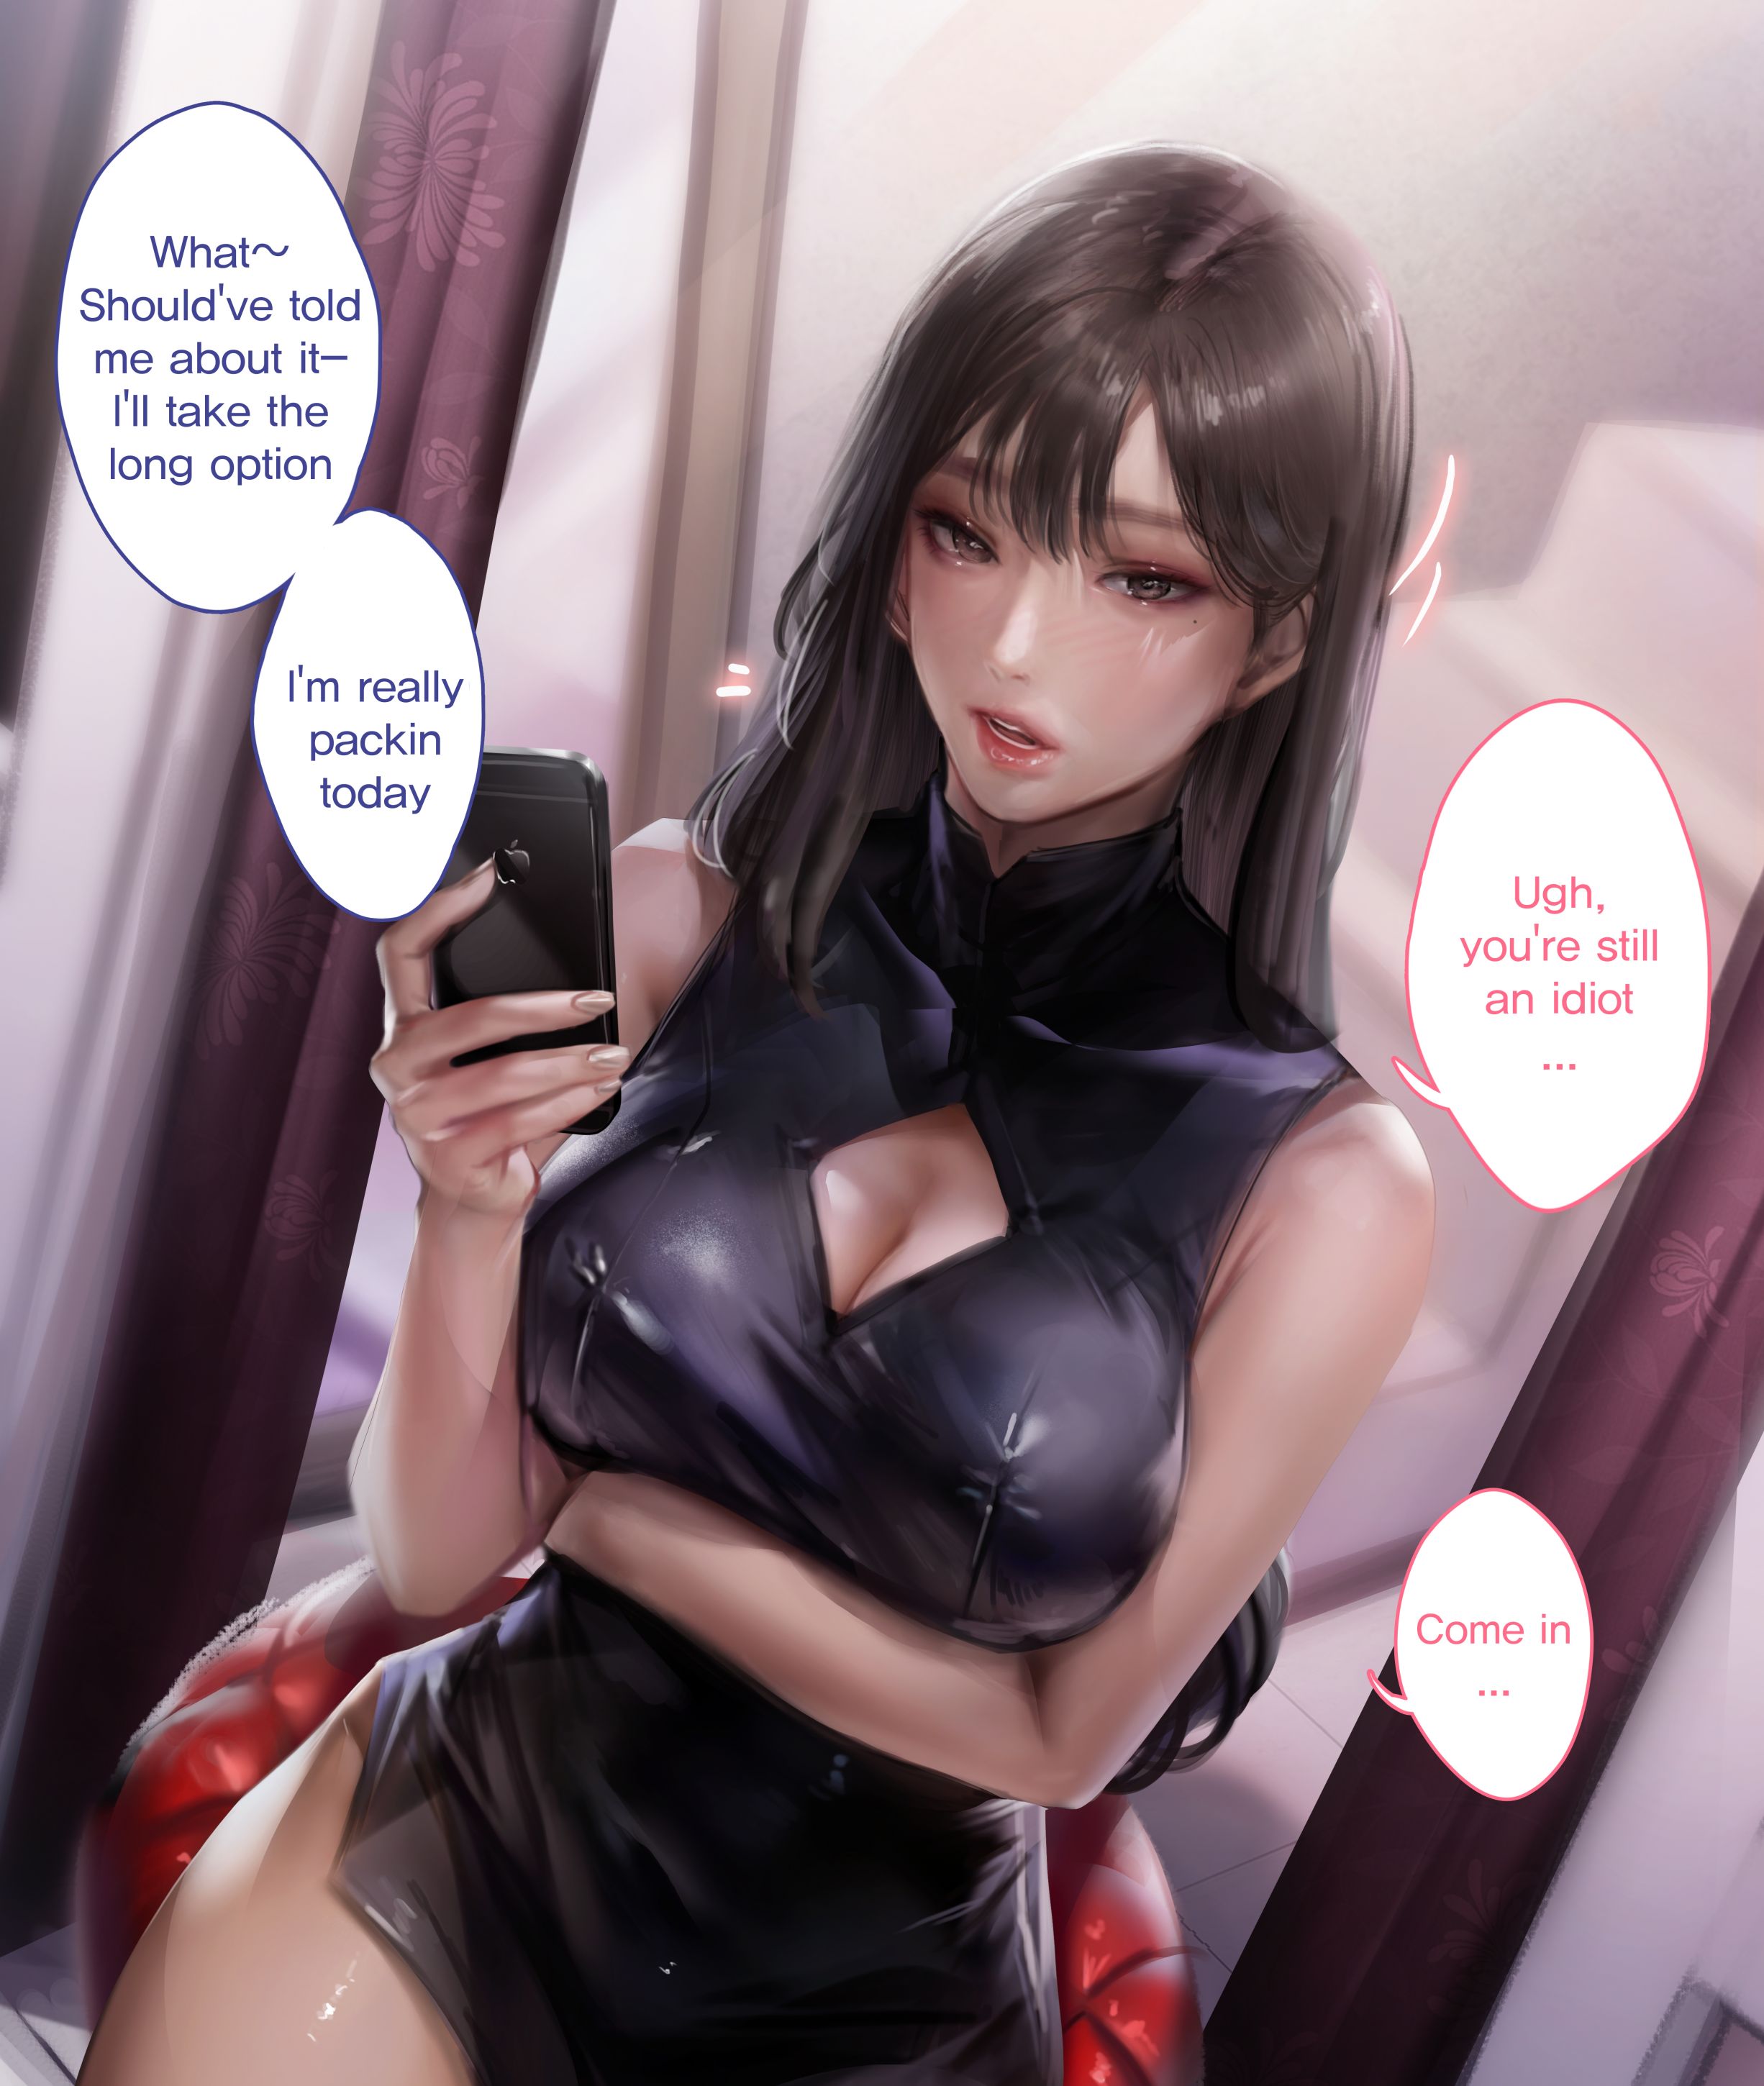 What～
Should've told
me about it—
I'll take the
long option
I'm really
packin
today
Ugh,
you're still
an idiot
...
Come in
...